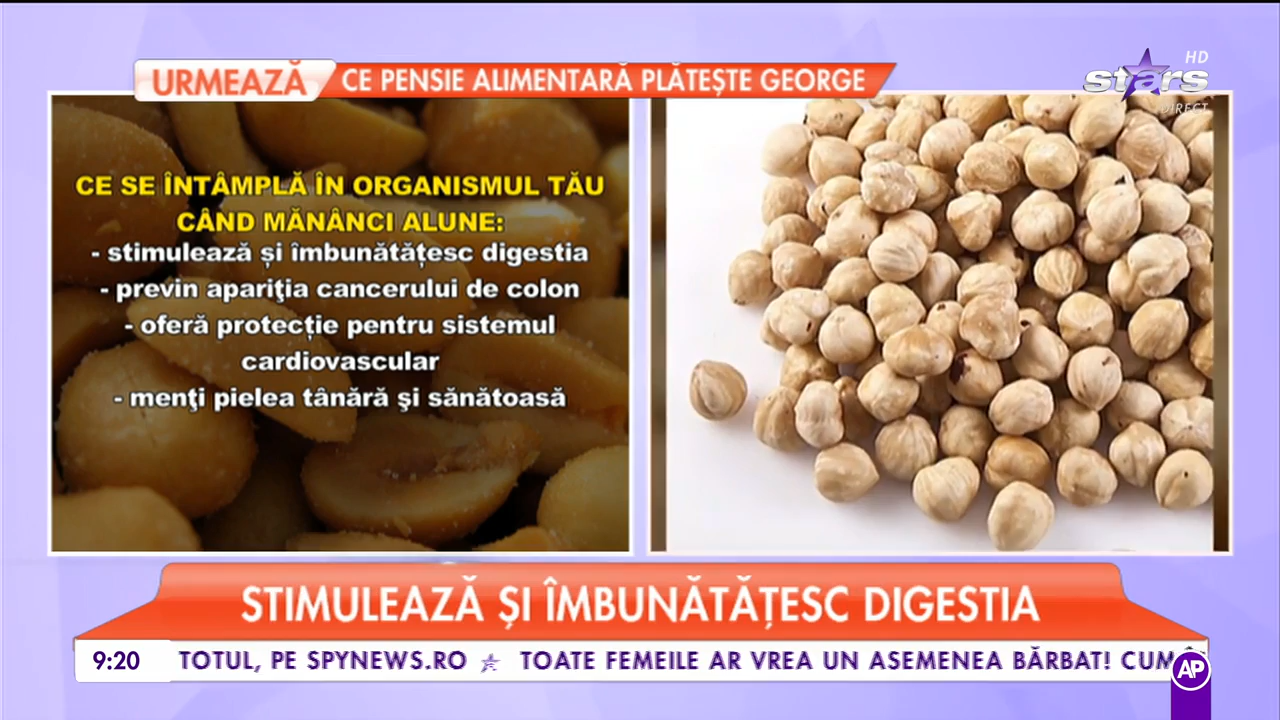 URMEAZĂ CE PENSIE ALIMENTARĂ PLĂTEȘTE GEORGE
HD
stars
DIRECT
CE SE ÎNTÂMPLĂ ÎN ORGANISMUL TĂU
CÂND MĂNÂNCI ALUNE:
- stimulează și îmbunătățesc digestia
- previn apariţia cancerului de colon
- oferă protecție pentru sistemul
cardiovascular
- menţi pielea tânără şi sănătoasă
STIMULEAZĂ ȘI ÎMBUNĂTĂȚESC DIGESTIA
9:20 TOTUL, PE SPYNEWS.RO TOATE FEMEILE AR VREA UN ASEMENEA BĂRBAT! CUM
AP